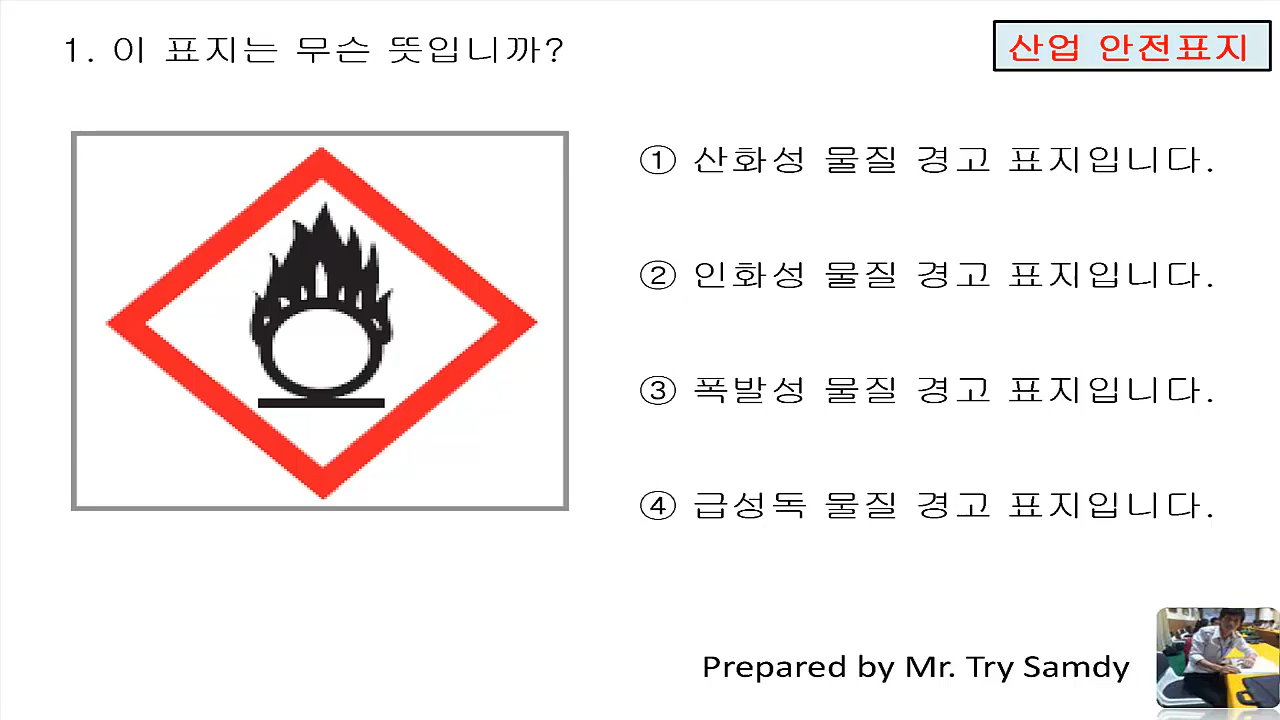 1. 이 표지는 무슨 뜻입니까?
산업 안전표지
① 산화성 물질 경고 표지입니다.
② 인화성 물질 경고 표지입니다.
③ 폭발성 물질 경고 표지입니다.
④ 급성독 물질 경고 표지입니다.
Prepared by Mr. Try Samdy